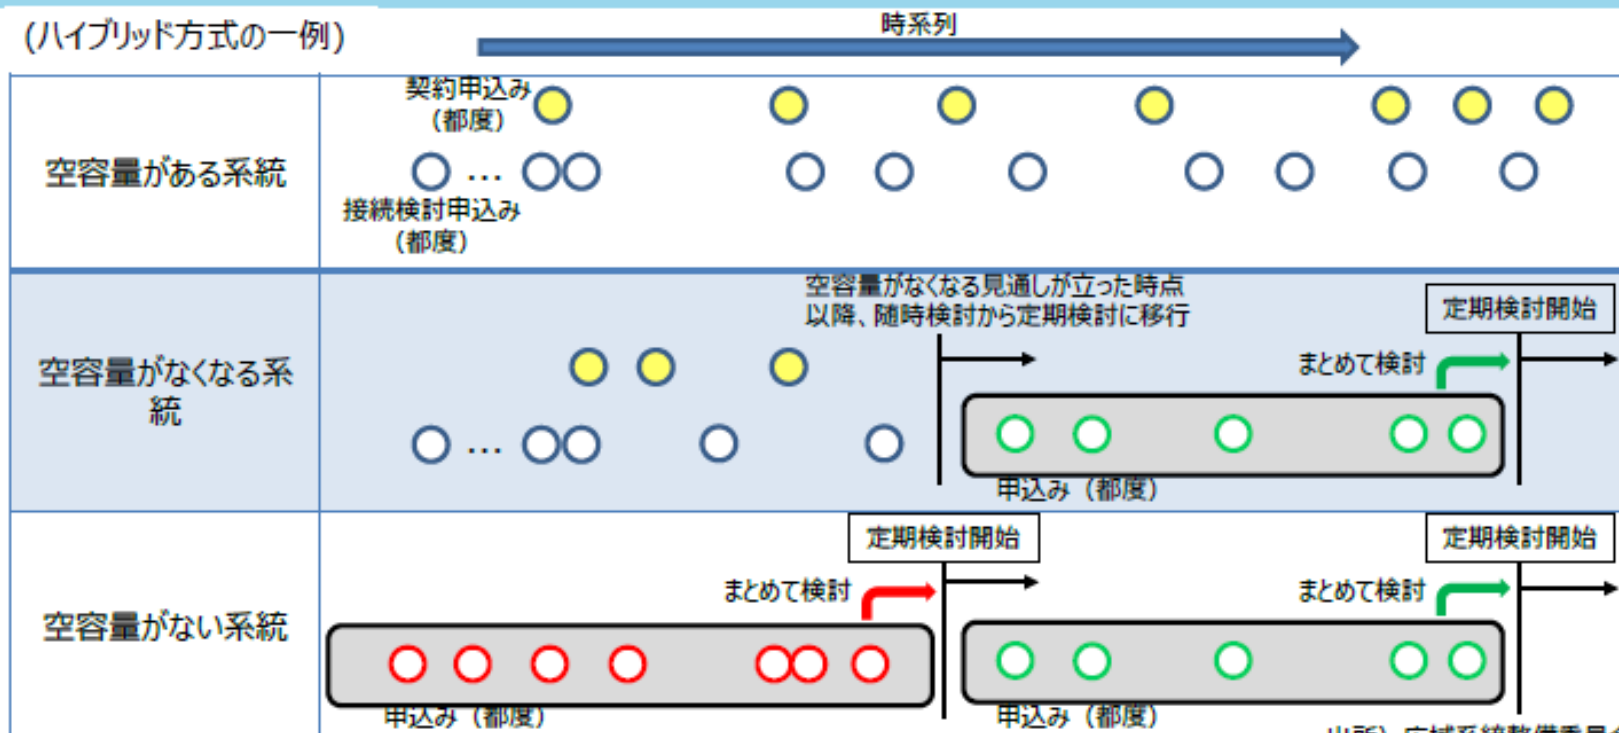 (ハイブリッド方式の一例)
時系列
契約申込み
(都度)
空容量がある系統
…
接続検討申込み
(都度)
空容量がなくなる見通しが立った時点
以降、随時検討から定期検討に移行
定期検討開始
空容量がなくなる系
統
まとめて検討
…
申込み(都度)
定期検討開始
定期検討開始
まとめて検討
まとめて検討
空容量がない系統
申込み(都度)
申込み(都度)